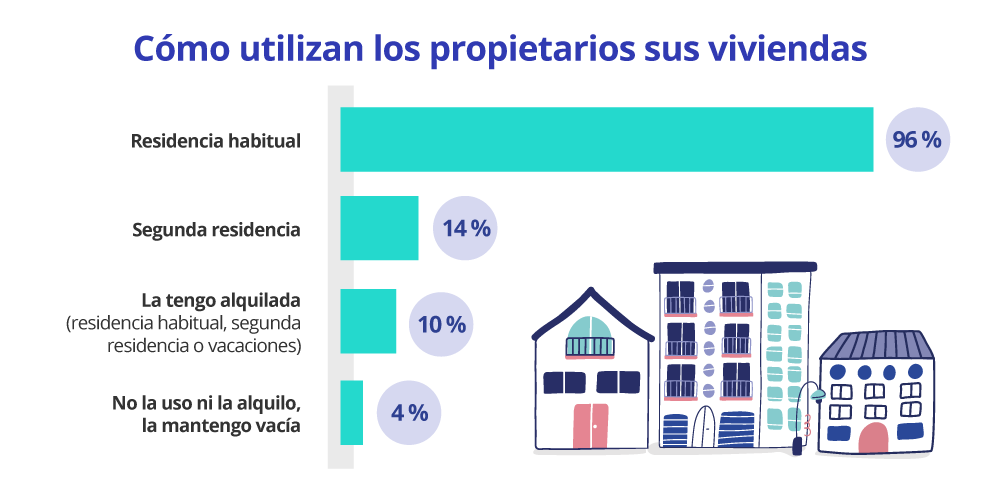 Cómo utilizan los propietarios sus viviendas
Residencia habitual
96 %
Segunda residencia
14 %
La tengo alquilada
(residencia habitual, segunda
residencia o vacaciones)
10 %
No la uso ni la alquilo,
la mantengo vacía
4 %